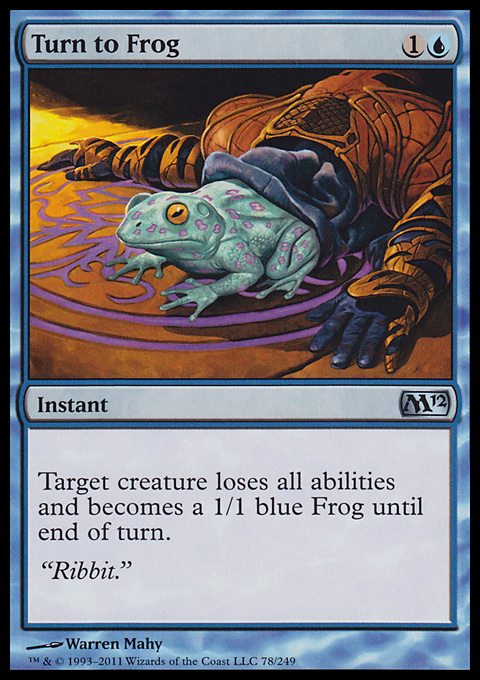 Turn to Frog 1
Instant M12
Target creature loses all abilities
and becomes a 1/1 blue Frog until
end of turn.
“Ribbit.”
Warren Mahy
™ & © 1993–2011 Wizards of the Coast LLC 78/249